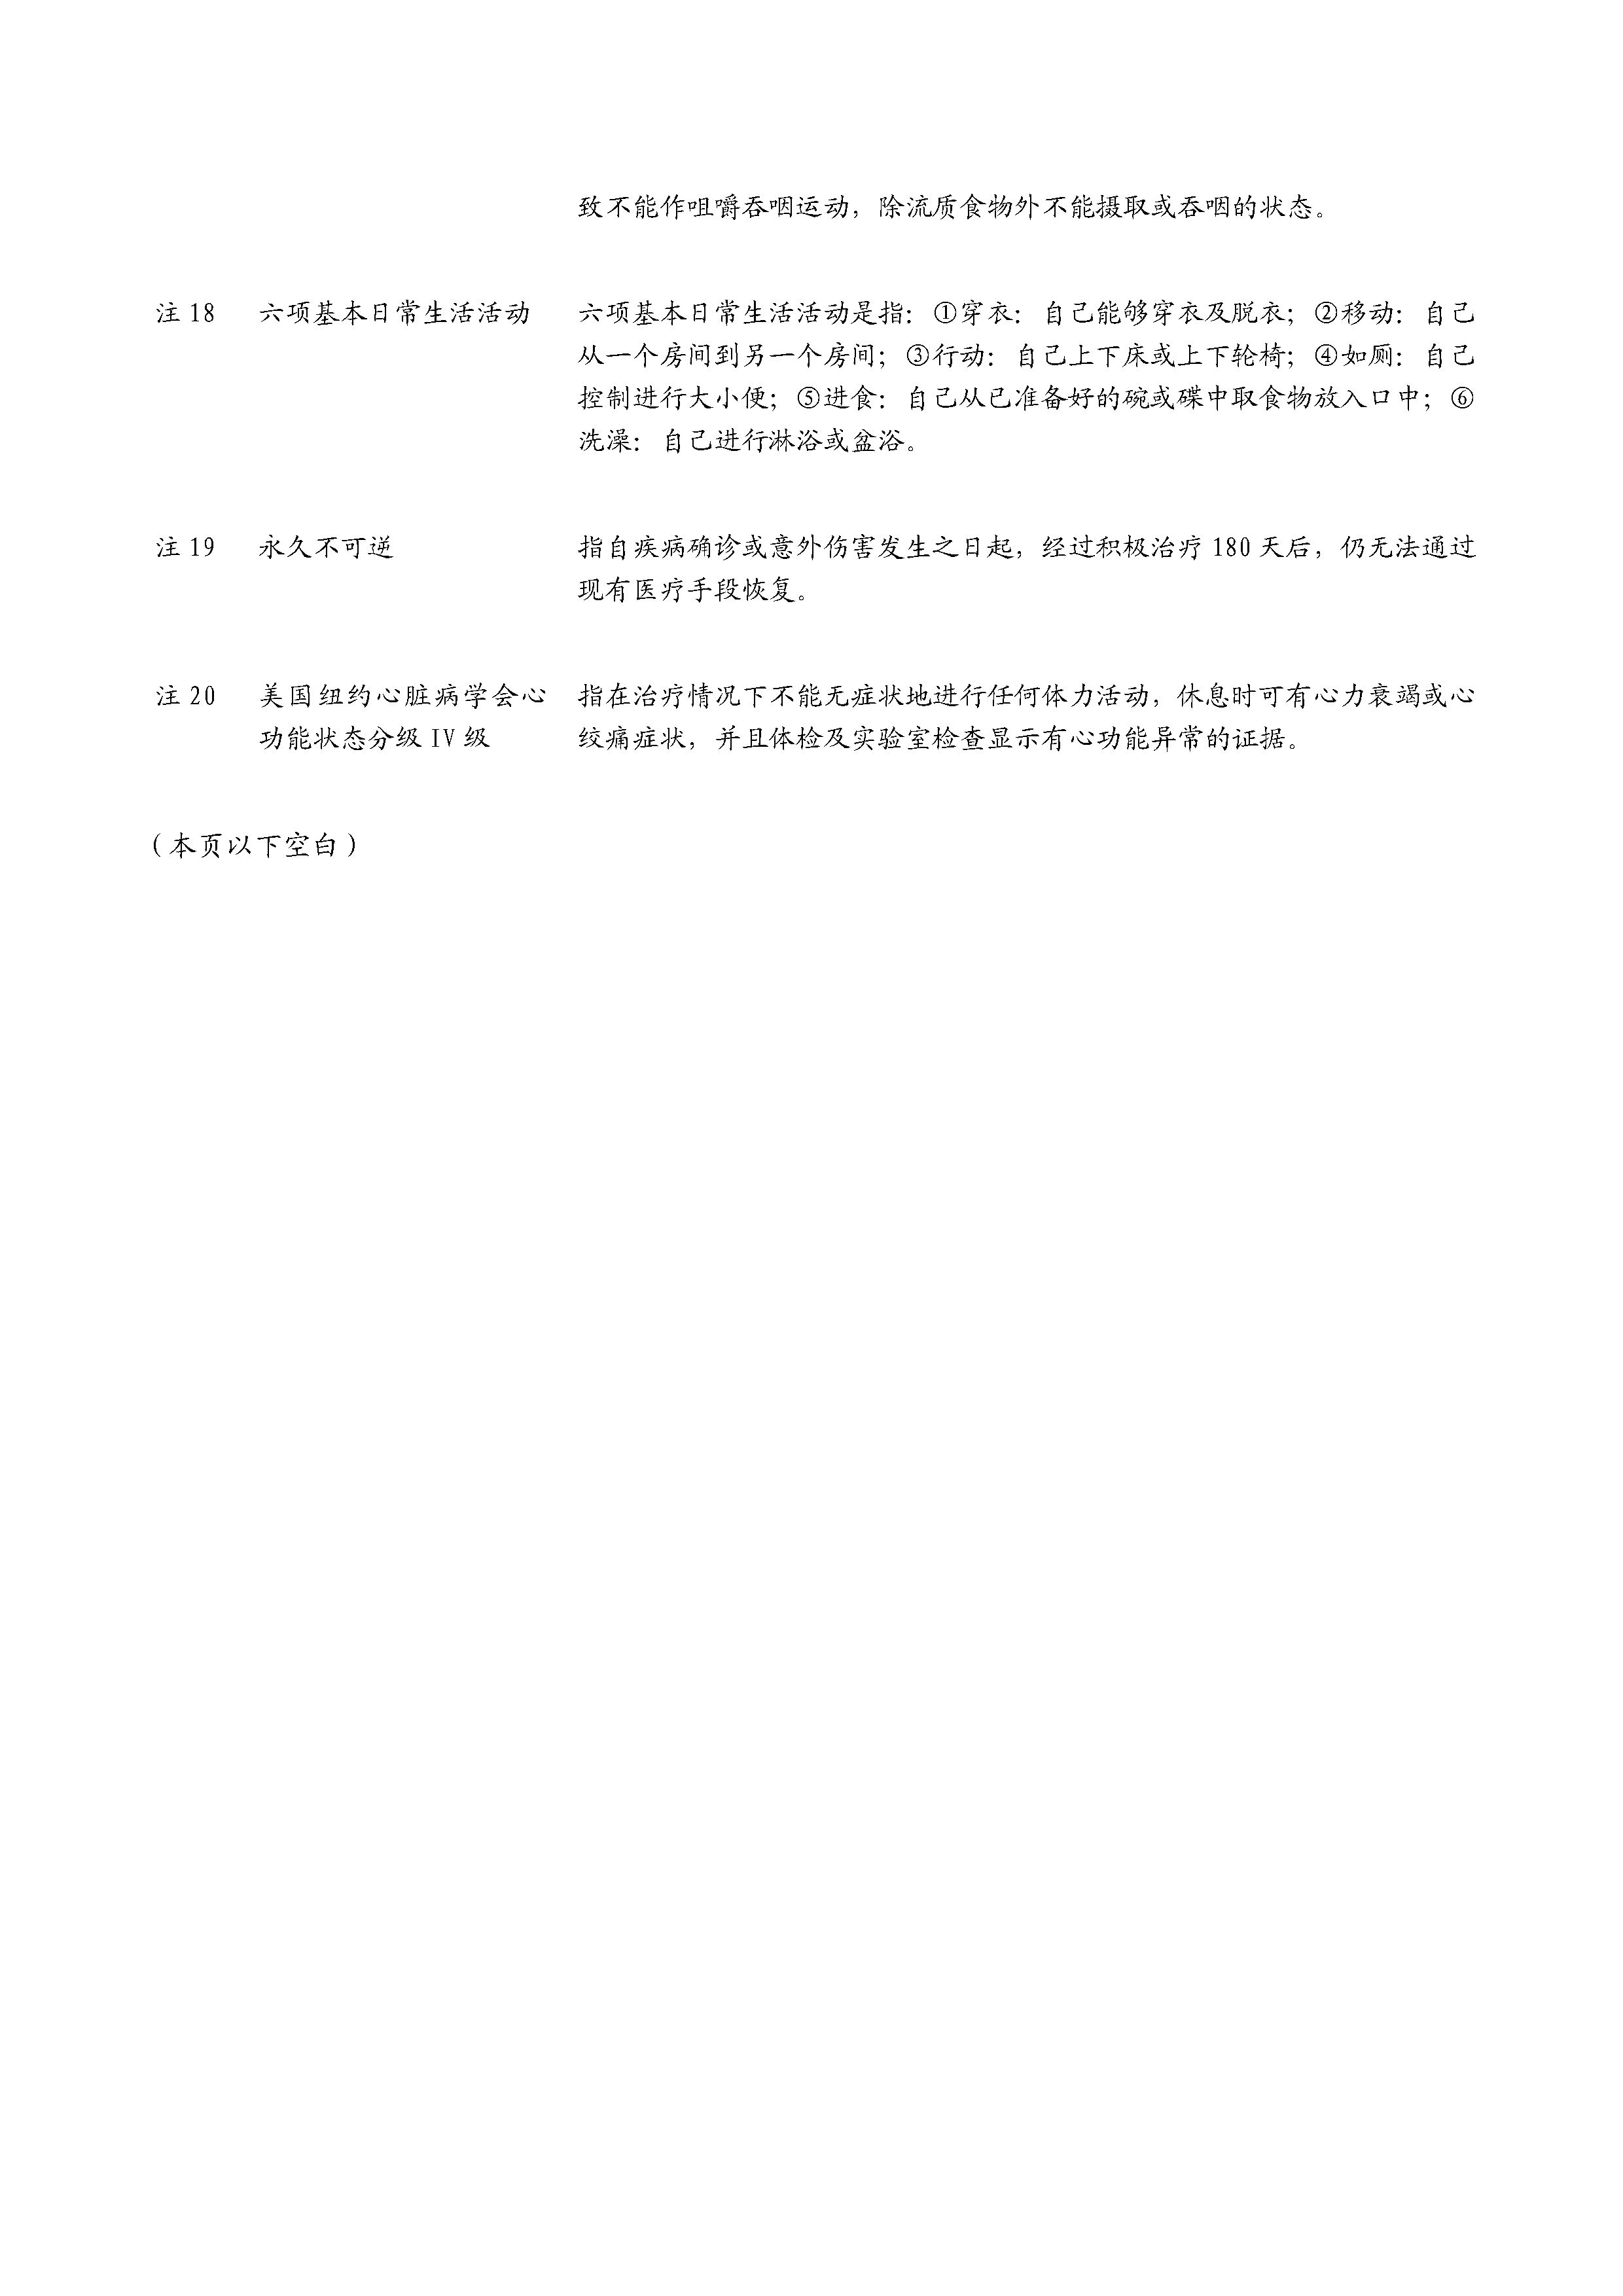 致不能作咀嚼吞咽运动，除流质食物外不能摄取或吞咽的状态。
注 18 六项基本日常生活活动 六项基本日常生活活动是指：①穿衣：自己能够穿衣及脱衣；②移动：自己
从一个房间到另一个房间；③行动：自己上下床或上下轮椅；④如厕：自己
控制进行大小便；⑤进食：自己从已准备好的碗或碟中取食物放入口中；⑥
洗澡：自己进行淋浴或盆浴。
注 19 永久不可逆 指自疾病确诊或意外伤害发生之日起，经过积极治疗 180 天后，仍无法通过
现有医疗手段恢复。
注 20 美国纽约心脏病学会心 指在治疗情况下不能无症状地进行任何体力活动，休息时可有心力衰竭或心
功能状态分级 IV 级 绞痛症状，并且体检及实验室检查显示有心功能异常的证据。
（本页以下空白）